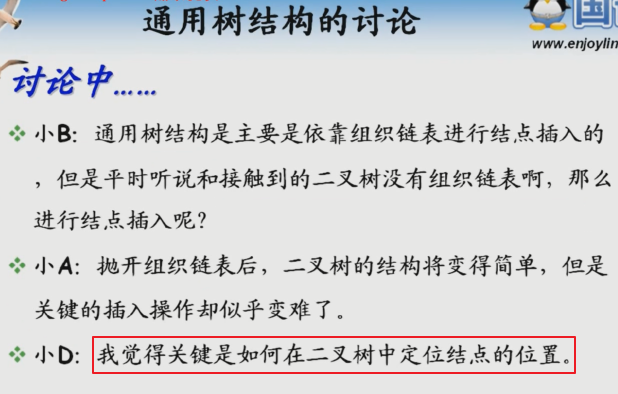 通用树结构的讨论
www.enjoylin
讨论中……
小B：通用树结构是主要是依靠组织链表进行结点插入的
，但是平时听说和接触到的二叉树没有组织链表啊，那么
进行结点插入呢？
小A：抛开组织链表后，二叉树的结构将变得简单，但是
关键的插入操作却似乎变难了。
小D：我觉得关键是如何在二叉树中定位结点的位置。